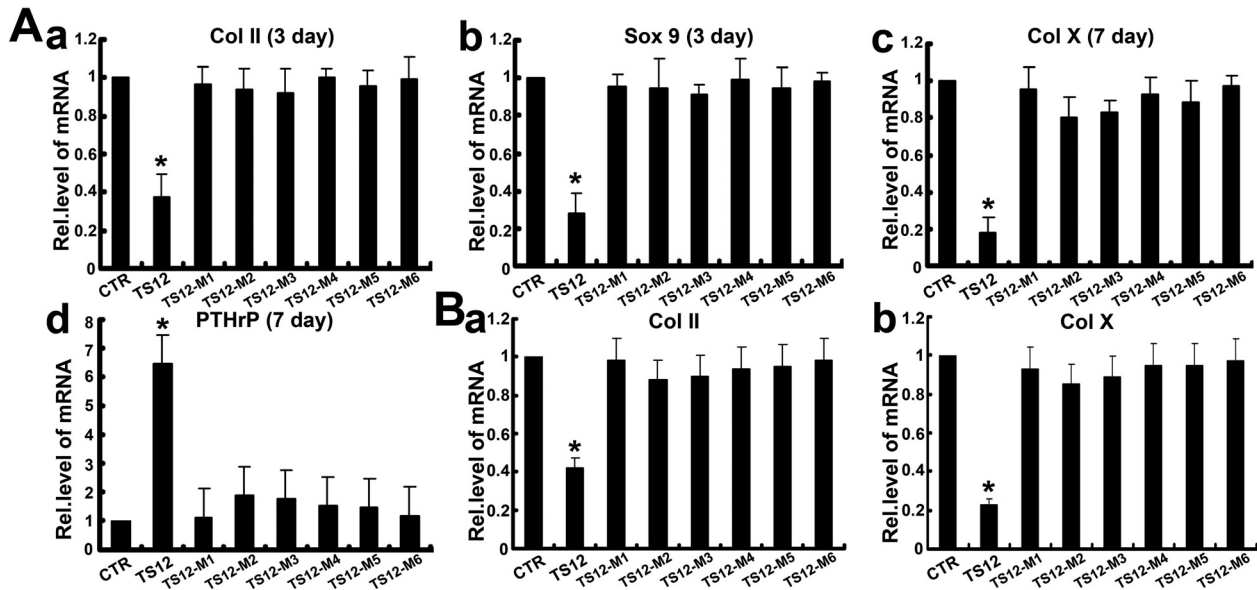 A
a
Col II (3 day)
Rel.level of mRNA
1.2
1
0.8
0.6
0.4
0.2
0
*
CTR
TS12
TS12-M1
TS12-M2
TS12-M3
TS12-M4
TS12-M5
TS12-M6
b
Sox 9 (3 day)
Rel.level of mRNA
1.2
1
0.8
0.6
0.4
0.2
0
*
CTR
TS12
TS12-M1
TS12-M2
TS12-M3
TS12-M4
TS12-M5
TS12-M6
c
Col X (7 day)
Rel.level of mRNA
1.2
1
0.8
0.6
0.4
0.2
0
*
CTR
TS12
TS12-M1
TS12-M2
TS12-M3
TS12-M4
TS12-M5
TS12-M6
d
PTHrP (7 day)
Rel.level of mRNA
8
7
6
5
4
3
2
1
0
*
CTR
TS12
TS12-M1
TS12-M2
TS12-M3
TS12-M4
TS12-M5
TS12-M6
B
a
Col II
Rel.level of mRNA
1.2
1
0.8
0.6
0.4
0.2
0
*
CTR
TS12
TS12-M1
TS12-M2
TS12-M3
TS12-M4
TS12-M5
TS12-M6
b
Col X
Rel.level of mRNA
1.2
1
0.8
0.6
0.4
0.2
0
*
CTR
TS12
TS12-M1
TS12-M2
TS12-M3
TS12-M4
TS12-M5
TS12-M6